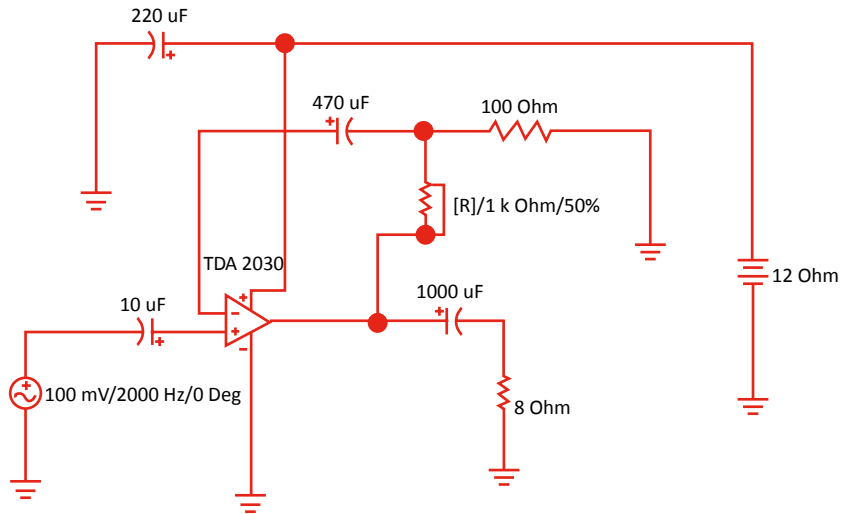 220 uF
470 uF
100 Ohm
[R]/1 k Ohm/50%
TDA 2030
12 Ohm
10 uF
1000 uF
100 mV/2000 Hz/0 Deg
8 Ohm